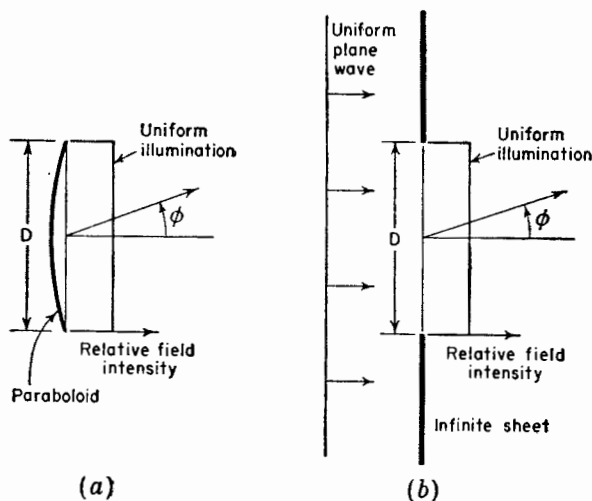 Uniform
illumination
D
ϕ
Relative field
intensity
Paraboloid
(a)
Uniform
plane
wave
Uniform
illumination
D
ϕ
Relative field
intensity
Infinite sheet
(b)